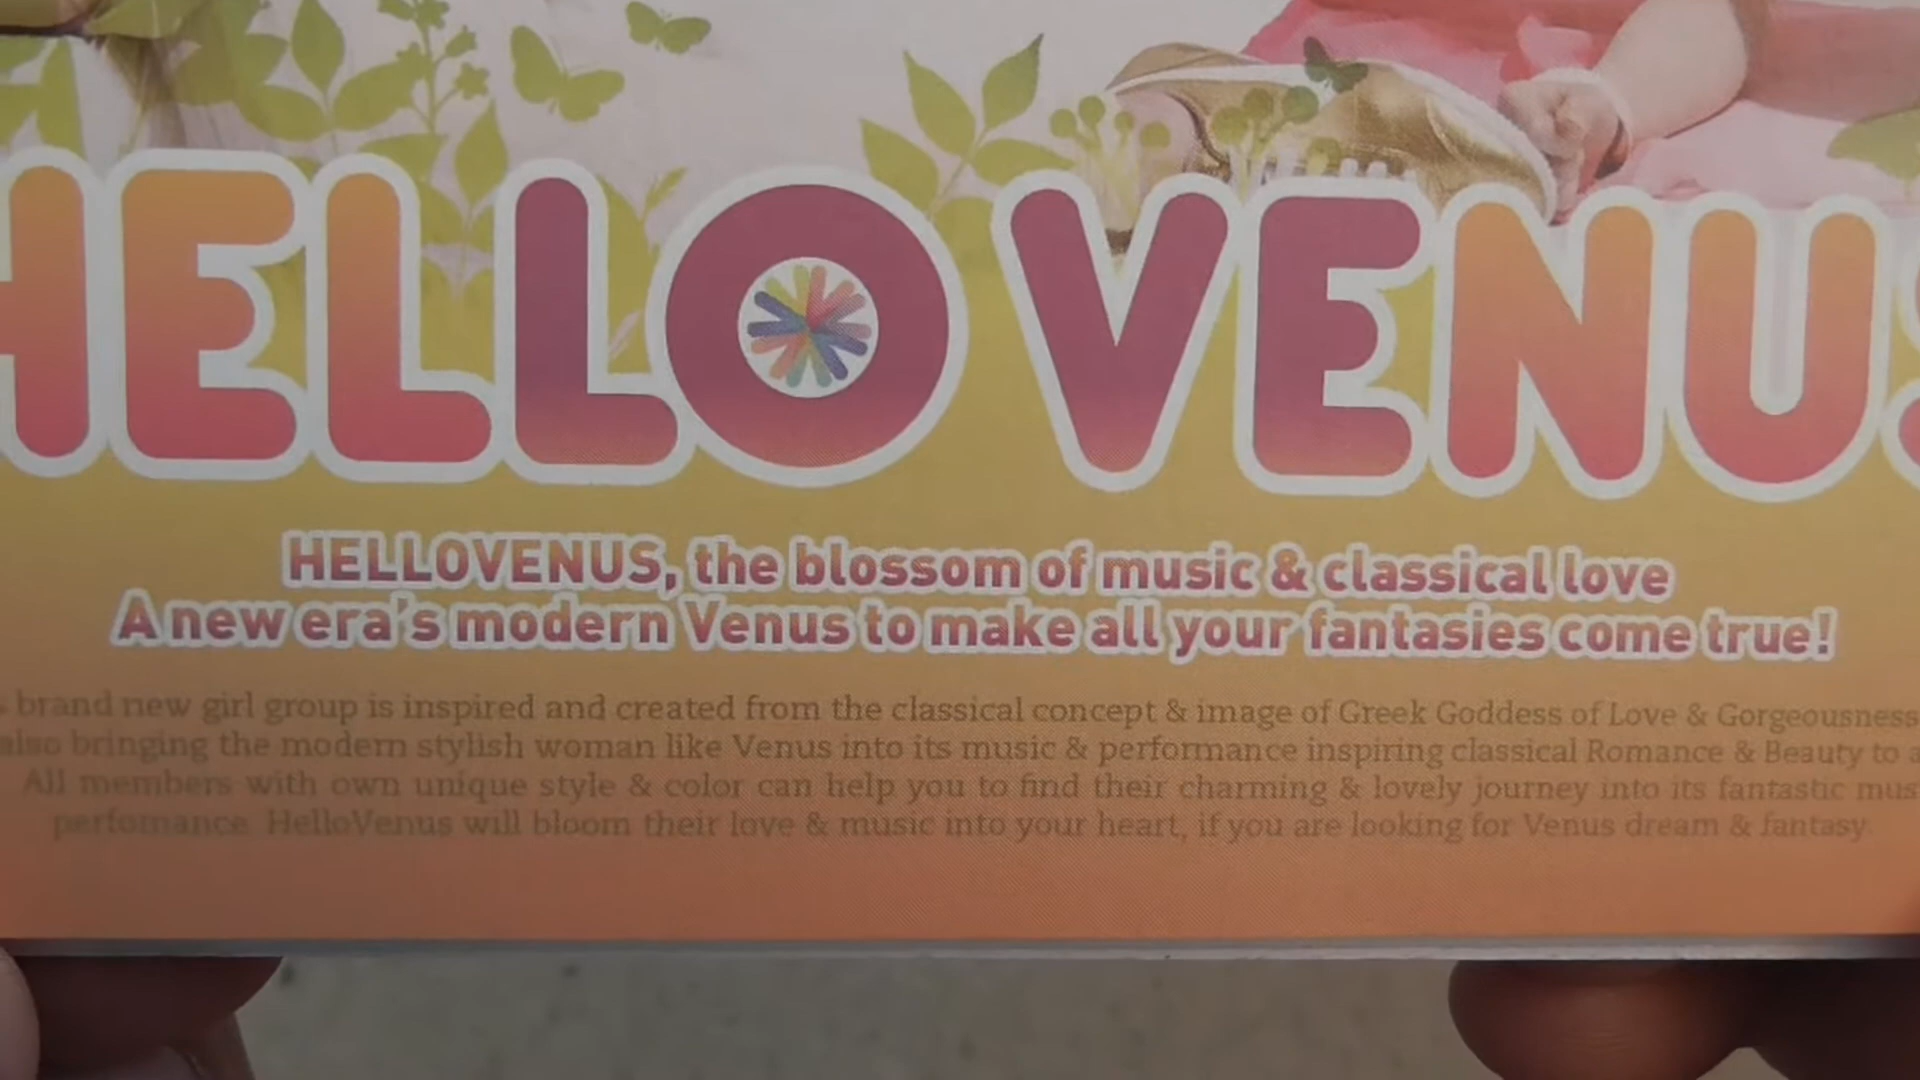 HELLO VENUS
HELLOVENUS, the blossom of music & classical love
A new era's modern Venus to make all your fantasies come true!
brand new girl group is inspired and created from the classical concept & image of Greek Goddess of Love & Gorgeousness
also bringing the modern stylish woman like Venus into its music & performance inspiring classical Romance & Beauty to
All members with own unique style & color can help you to find their charming & lovely journey into its fantastic
perfomance. HelloVenus will bloom their love & music into your heart, if you are looking for Venus dream & fantasy.